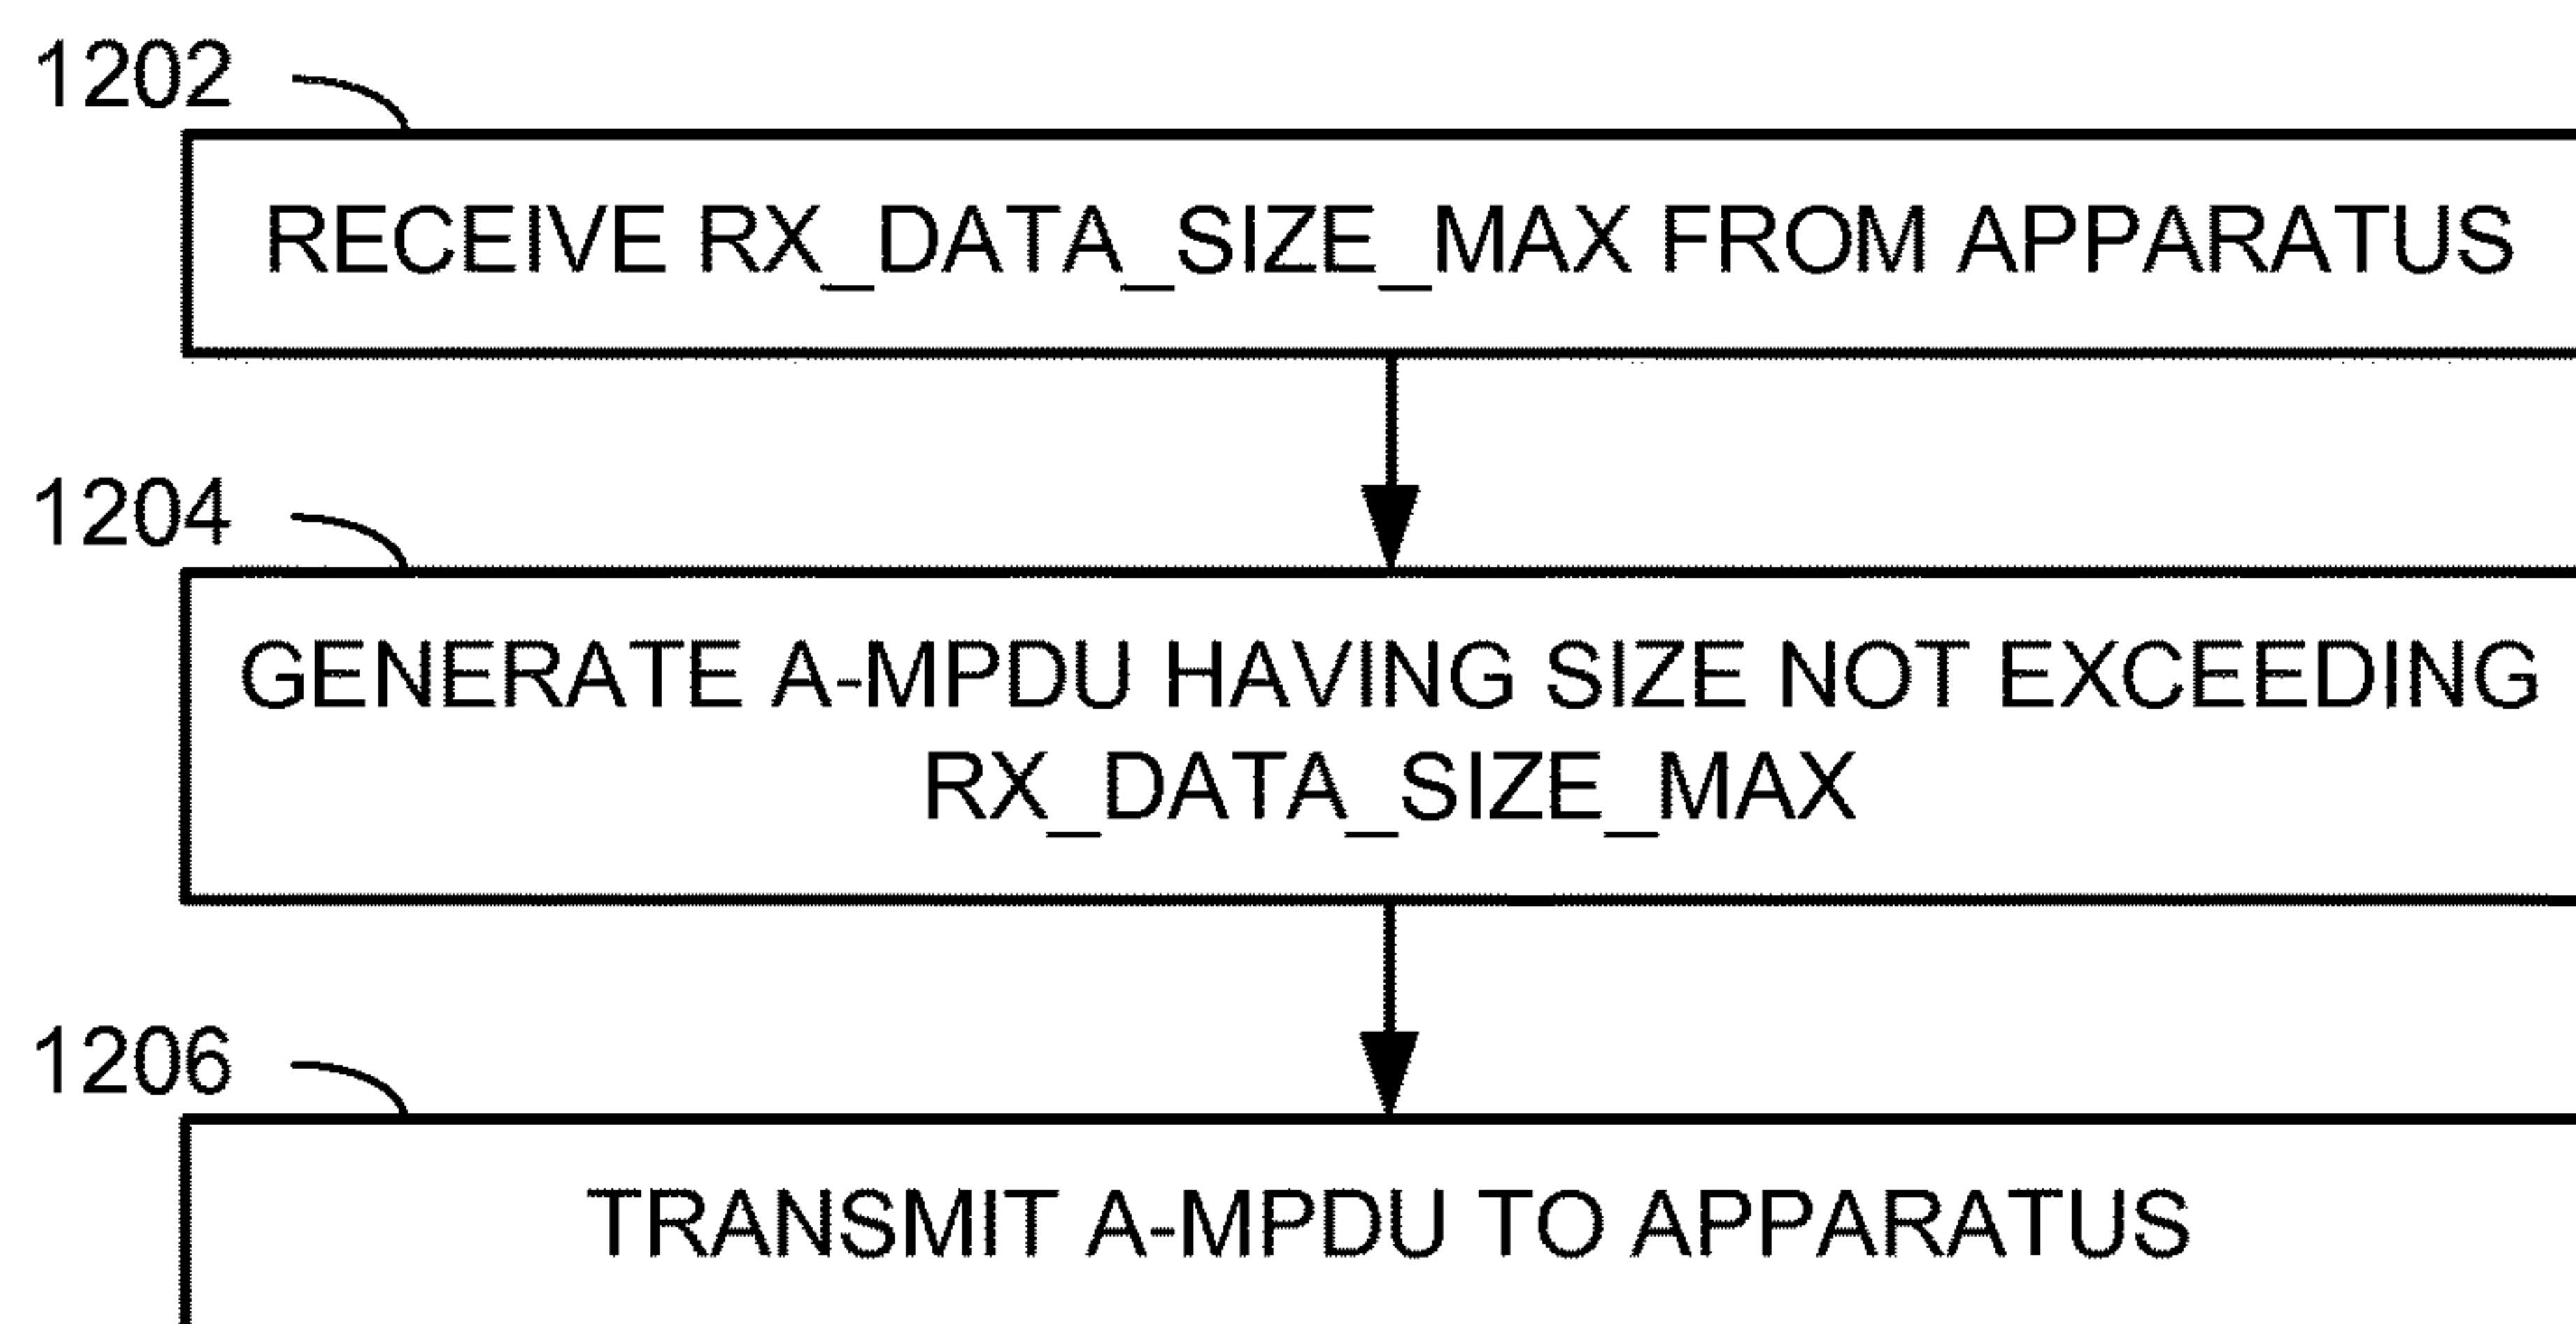 1202
RECEIVE RX_DATA_SIZE_MAX FROM APPARATUS
1204
GENERATE A-MPDU HAVING SIZE NOT EXCEEDING
RX_DATA_SIZE_MAX
1206
TRANSMIT A-MPDU TO APPARATUS